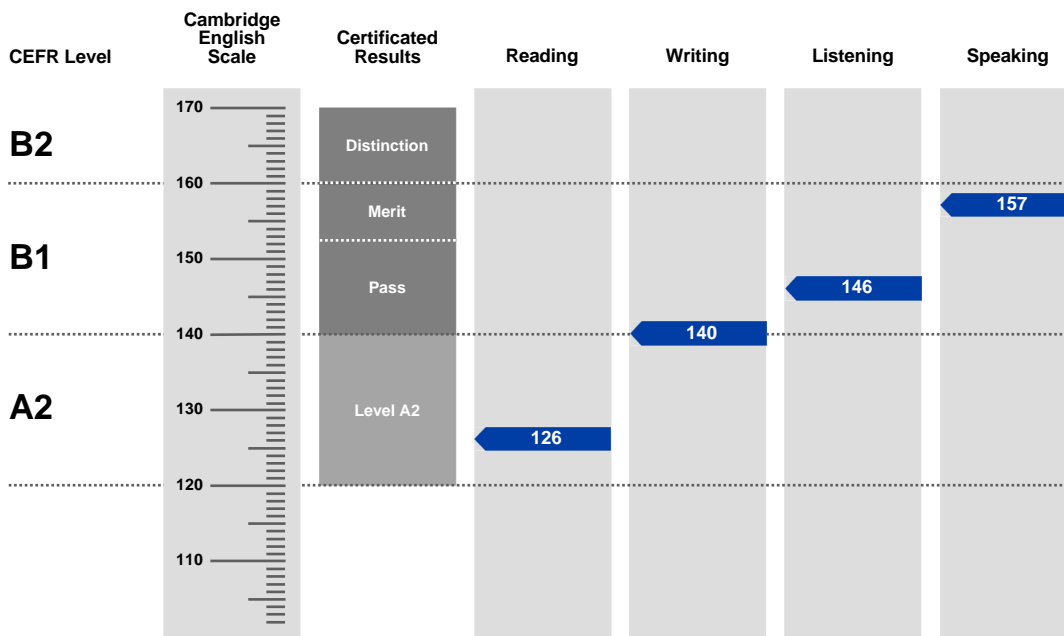 CEFR Level
Cambridge
English
Scale
Certificated
Results
Reading
Writing
Listening
Speaking
170
B2
Distinction
160
Merit
157
B1
150
Pass
146
140
140
A2
130
Level A2
126
120
110